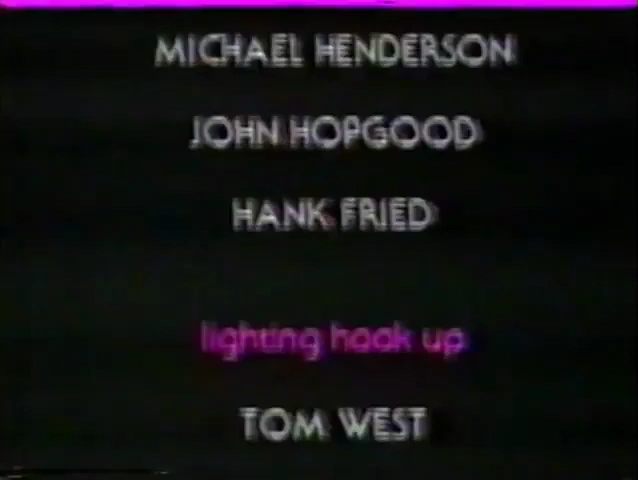 MICHAEL HENDERSON
JOHN HOPGOOD
HANK FRIED
lighting hook up
TOM WEST